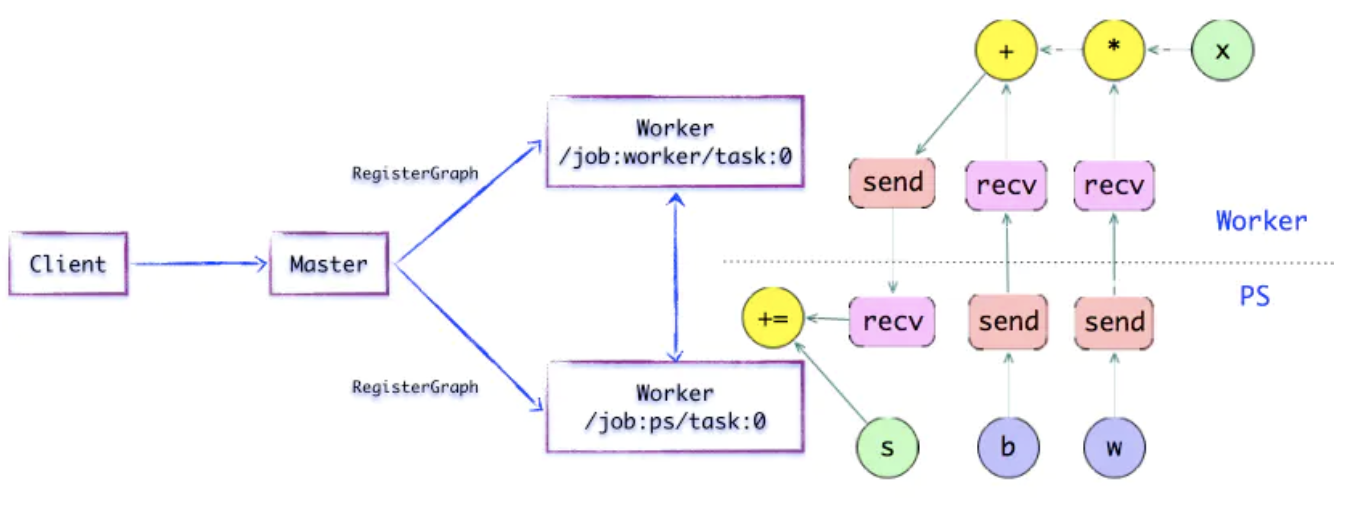 +
*
x
Worker
/job:worker/task:0
RegisterGraph
send
recv
recv
Worker
Client
Master
PS
+=
recv
send
send
RegisterGraph
Worker
/job:ps/task:0
s
b
w